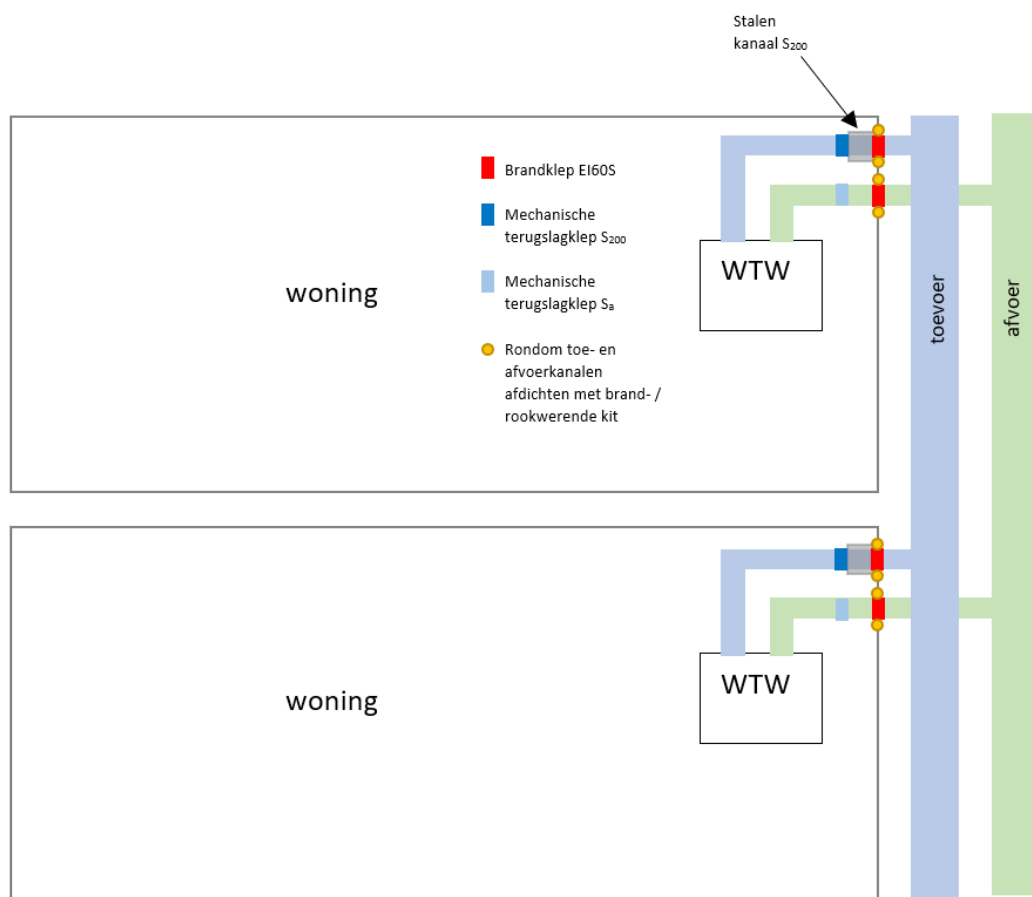 Stalen
kanaal S₂₀₀
Brandklep EI60S
Mechanische
terugslagklep S₂₀₀
WTW
woning
Mechanische
terugslagklep Sₐ
toevoer
afvoer
Rondom toe- en
afvoerkanalen
afdichten met brand- /
rookwerende kit
WTW
woning